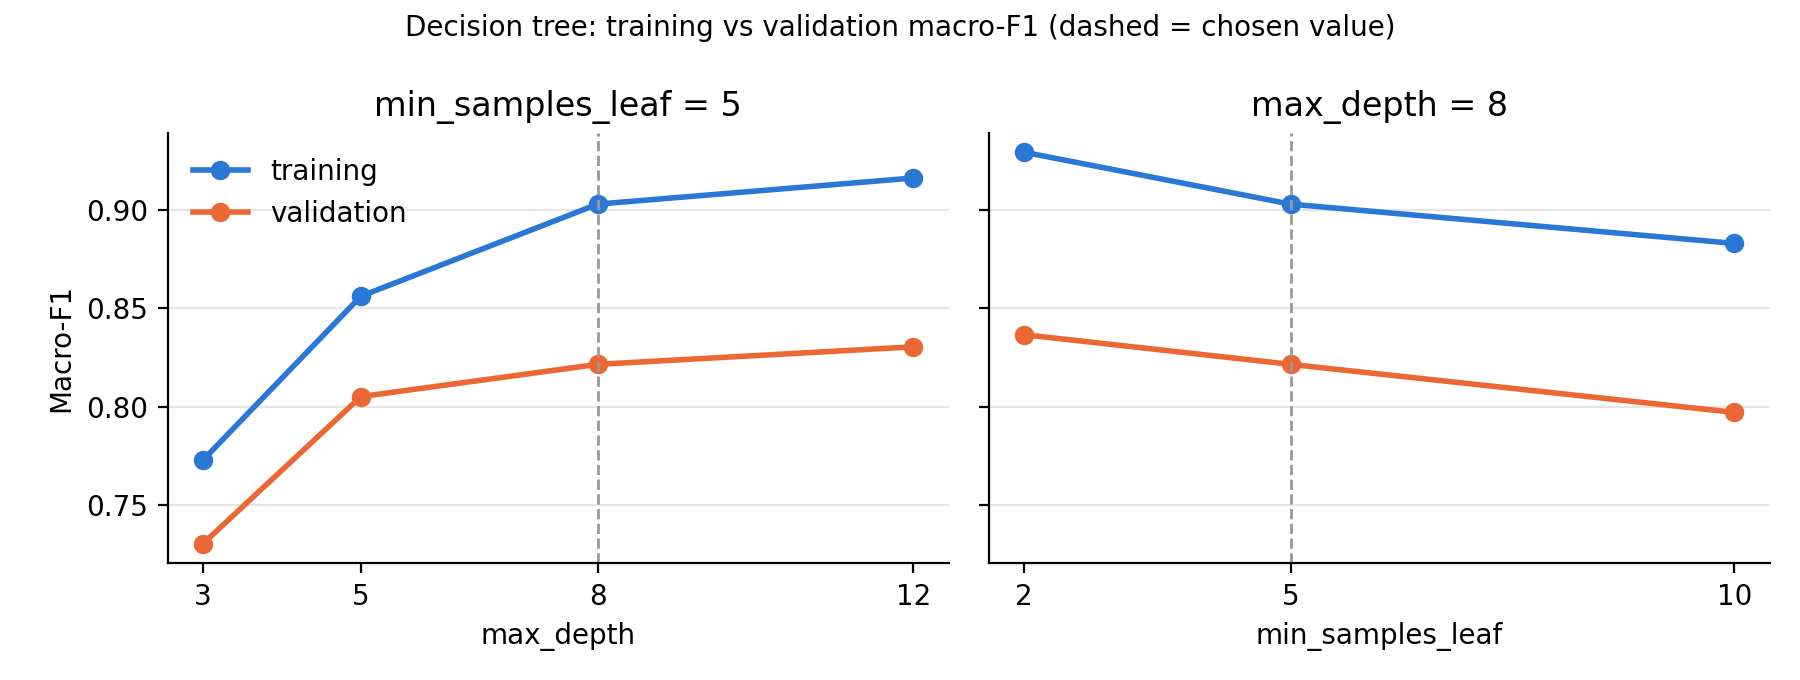 Decision tree: training vs validation macro-F1 (dashed = chosen value)
min_samples_leaf = 5
training
validation
Macro-F1
0.90
0.85
0.80
0.75
3 5 8 12
max_depth
max_depth = 8
2 5 10
min_samples_leaf